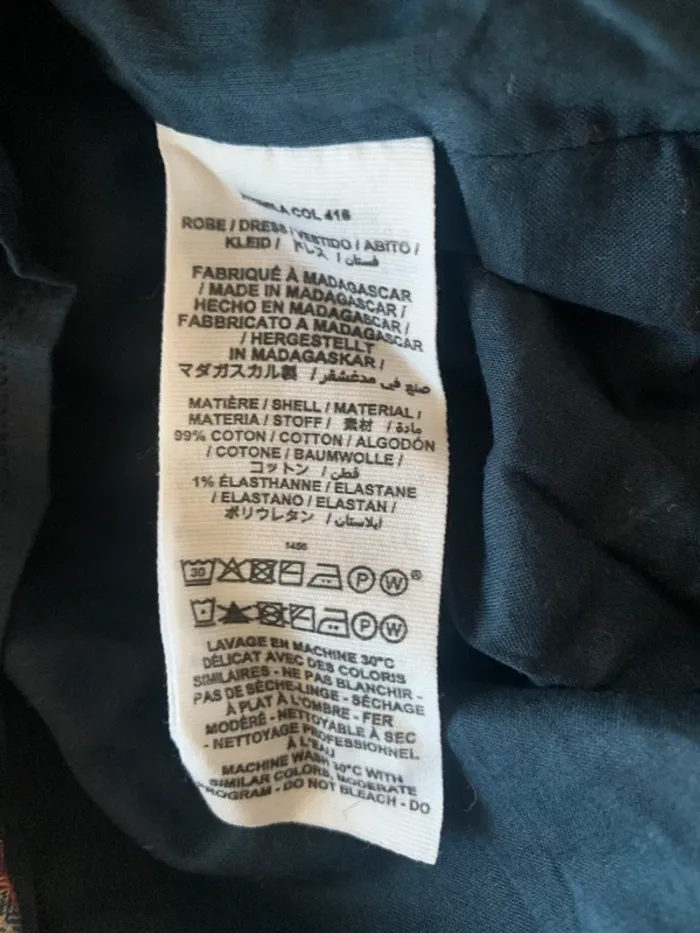 COL 416
ROBE / DRESS / VESTIDO / ABITO /
KLEID / ドレス / فستان
FABRIQUÉ À MADAGASCAR
/ MADE IN MADAGASCAR /
HECHO EN MADAGASCAR /
FABBRICATO A MADAGASCAR
/ HERGESTELLT
IN MADAGASKAR /
マダガスカル製 / صنع في مدغشقر /
MATIÈRE / SHELL / MATERIAL /
MATERIA / STOFF / 素材 / مادة /
99% COTON / COTTON / ALGODÓN
/ COTONE / BAUMWOLLE /
コットン / قطن /
1% ÉLASTHANNE / ELASTANE
/ ELASTANO / ELASTAN /
ポリウレタン / ايلاستان /
1456
30 P W ®
P W
LAVAGE EN MACHINE 30°C
DÉLICAT AVEC DES COLORIS
SIMILAIRES - NE PAS BLANCHIR -
PAS DE SÈCHE-LINGE - SÉCHAGE
À PLAT À L'OMBRE - FER
MODÉRÉ - NETTOYABLE À SEC
- NETTOYAGE PROFESSIONNEL
À L'EAU
MACHINE WASH 30°C WITH
SIMILAR COLORS, MODERATE
PROGRAM - DO NOT BLEACH - DO